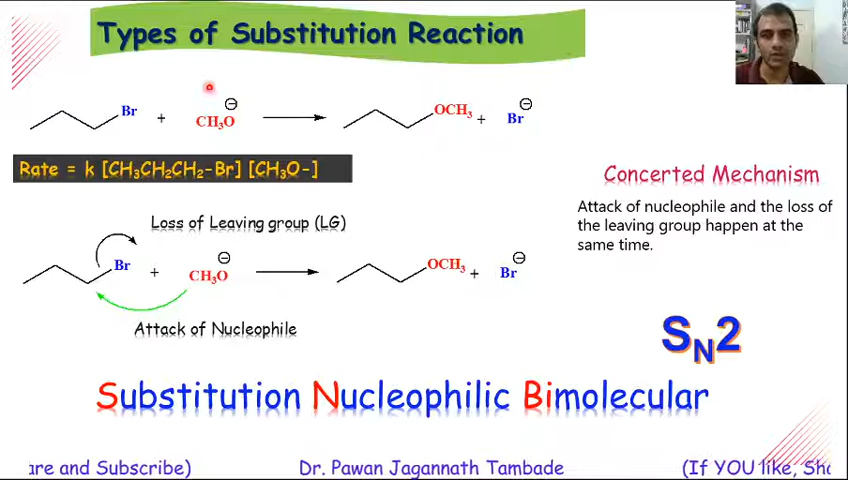 Types of Substitution Reaction
Br + CH₃O⊖ → OCH₃ + Br⊖
Rate = k [CH₃CH₂CH₂-Br] [CH₃O-]
Concerted Mechanism
Attack of nucleophile and the loss of
the leaving group happen at the
same time.
Loss of Leaving group (LG)
Br + CH₃O⊖ → OCH₃ + Br⊖
Attack of Nucleophile
SN2
Substitution Nucleophilic Bimolecular
are and Subscribe) Dr. Pawan Jagannath Tambade (If YOU like, Sha